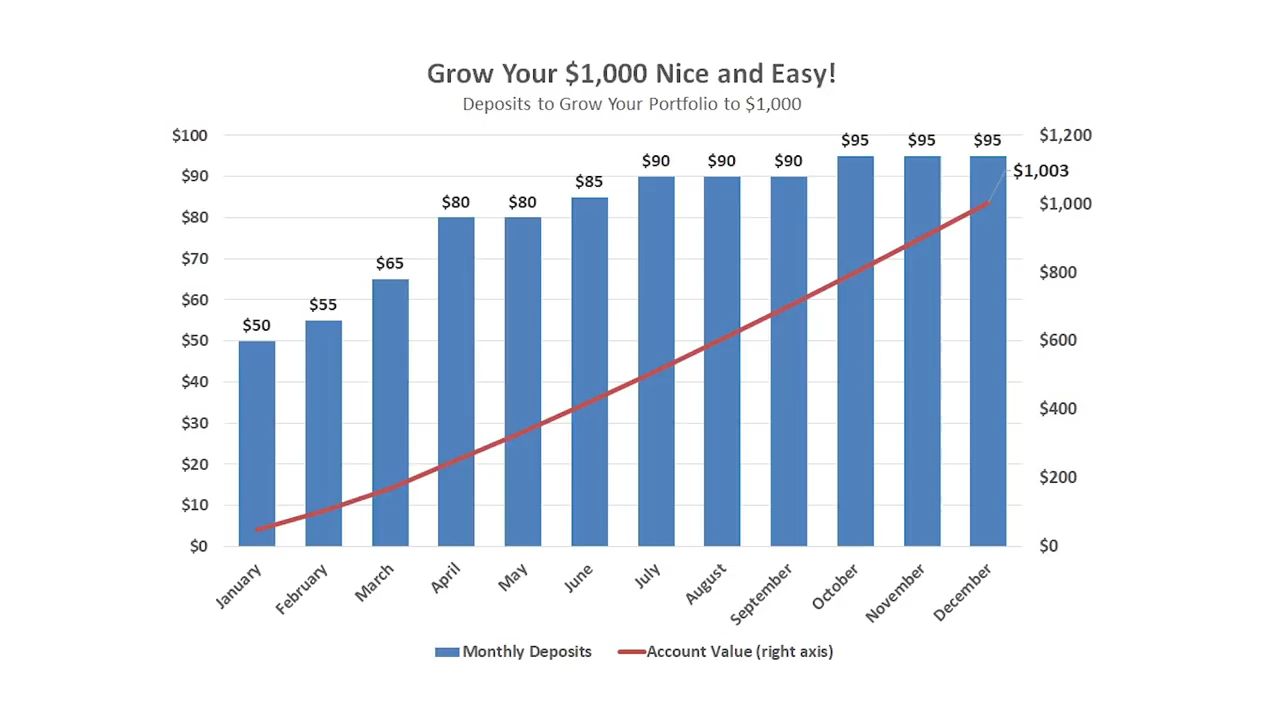 Grow Your $1,000 Nice and Easy!
Deposits to Grow Your Portfolio to $1,000
$100
$90
$80
$70
$60
$50
$40
$30
$20
$10
$0
$50
$55
$65
$80
$80
$85
$90
$90
$90
$95
$95
$95
$1,003
$1,200
$1,000
$800
$600
$400
$200
$0
January
February
March
April
May
June
July
August
September
October
November
December
Monthly Deposits
Account Value (right axis)